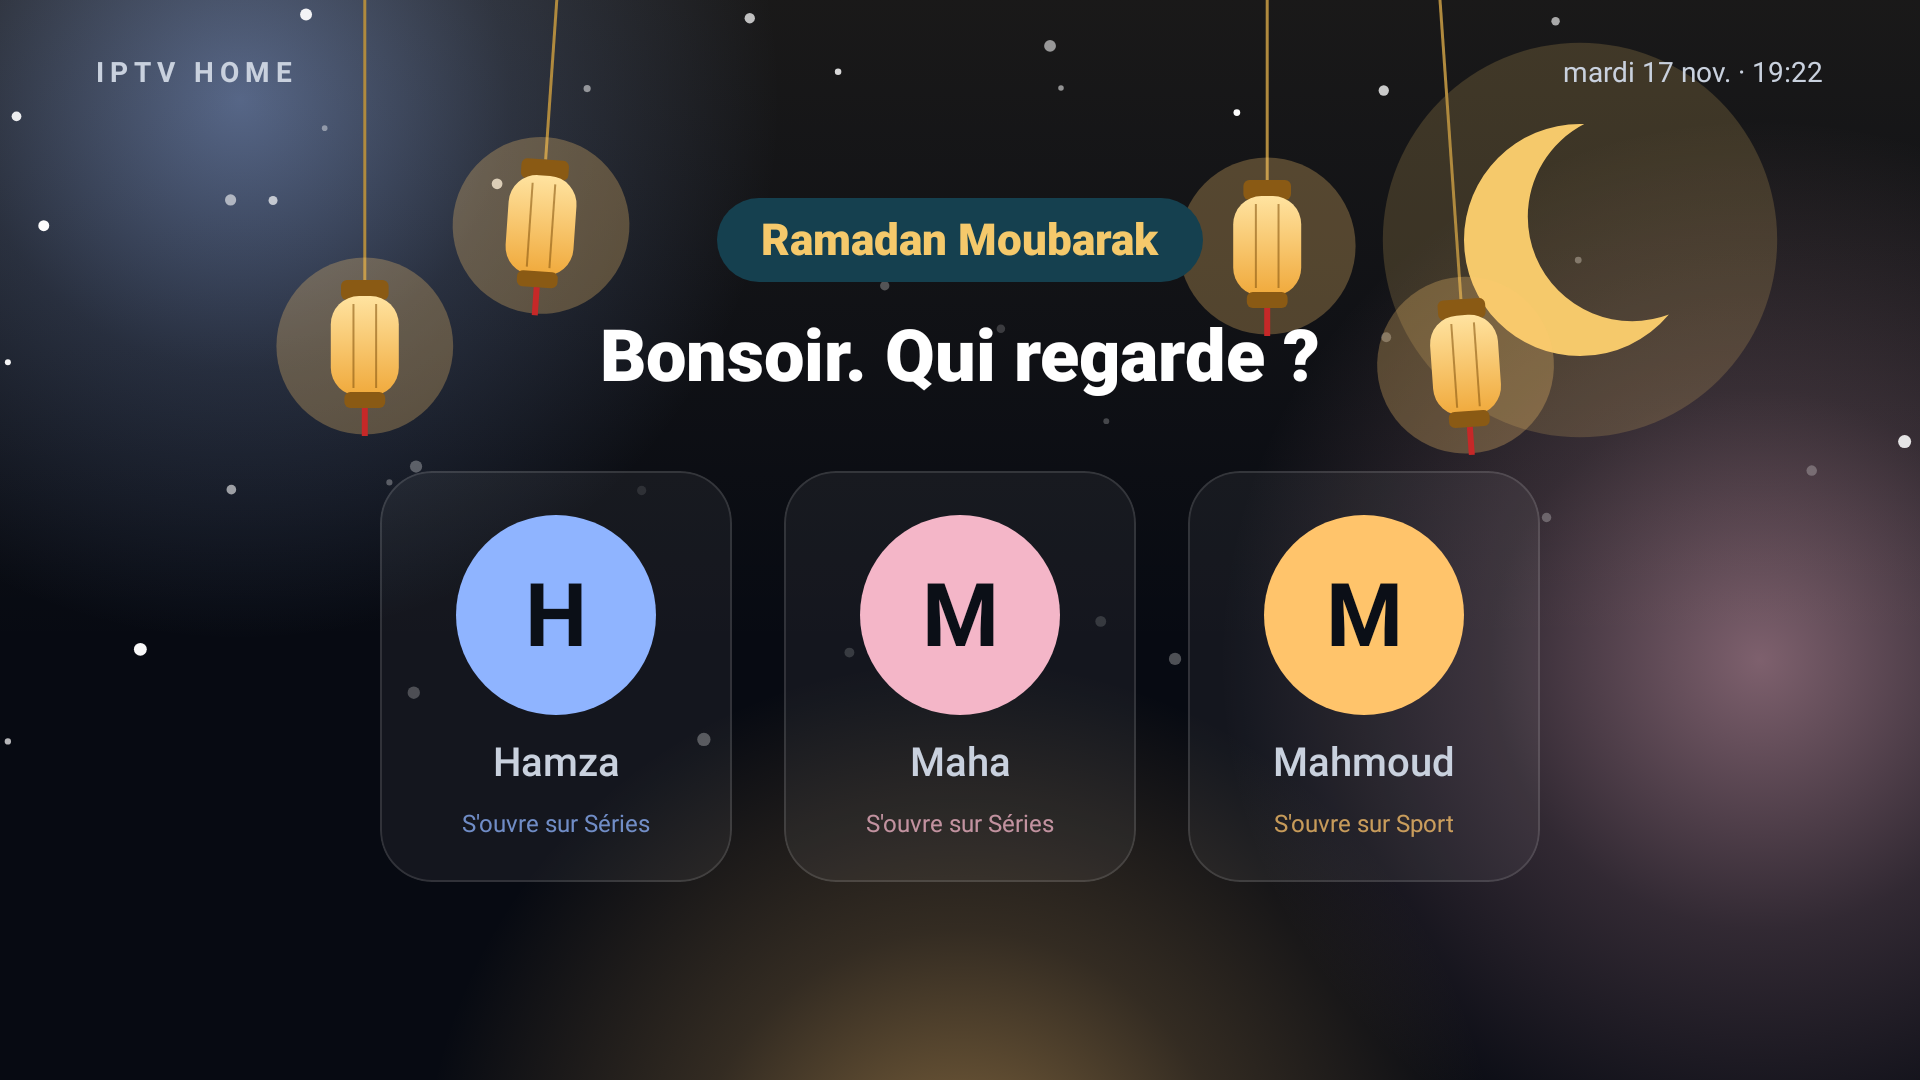 IPTV HOME
mardi 17 nov. · 19:22
Ramadan Moubarak
Bonsoir. Qui regarde ?
H
Hamza
S'ouvre sur Séries
M
Maha
S'ouvre sur Séries
M
Mahmoud
S'ouvre sur Sport